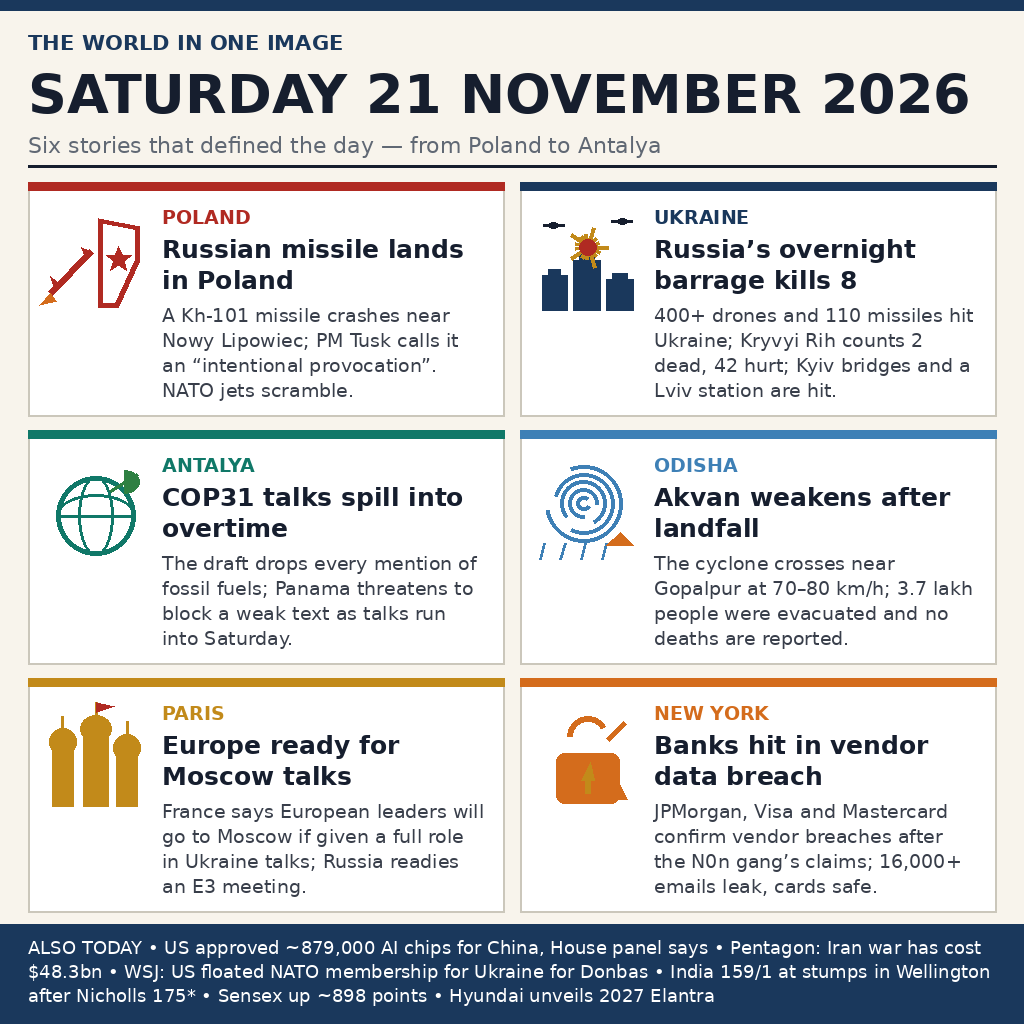 THE WORLD IN ONE IMAGE
SATURDAY 21 NOVEMBER 2026
Six stories that defined the day — from Poland to Antalya
POLAND
Russian missile lands
in Poland
A Kh-101 missile crashes near
Nowy Lipowiec; PM Tusk calls it
an “intentional provocation”.
NATO jets scramble.
UKRAINE
Russia’s overnight
barrage kills 8
400+ drones and 110 missiles hit
Ukraine; Kryvyi Rih counts 2
dead, 42 hurt; Kyiv bridges and a
Lviv station are hit.
ANTALYA
COP31 talks spill into
overtime
The draft drops every mention of
fossil fuels; Panama threatens to
block a weak text as talks run
into Saturday.
ODISHA
Akvan weakens after
landfall
The cyclone crosses near
Gopalpur at 70–80 km/h; 3.7 lakh
people were evacuated and no
deaths are reported.
PARIS
Europe ready for
Moscow talks
France says European leaders will
go to Moscow if given a full role
in Ukraine talks; Russia readies
an E3 meeting.
NEW YORK
Banks hit in vendor
data breach
JPMorgan, Visa and Mastercard
confirm vendor breaches after
the N0n gang’s claims; 16,000+
emails leak, cards safe.
ALSO TODAY • US approved ~879,000 AI chips for China, House panel says • Pentagon: Iran war has cost
$48.3bn • WSJ: US floated NATO membership for Ukraine for Donbas • India 159/1 at stumps in Wellington
after Nicholls 175* • Sensex up ~898 points • Hyundai unveils 2027 Elantra